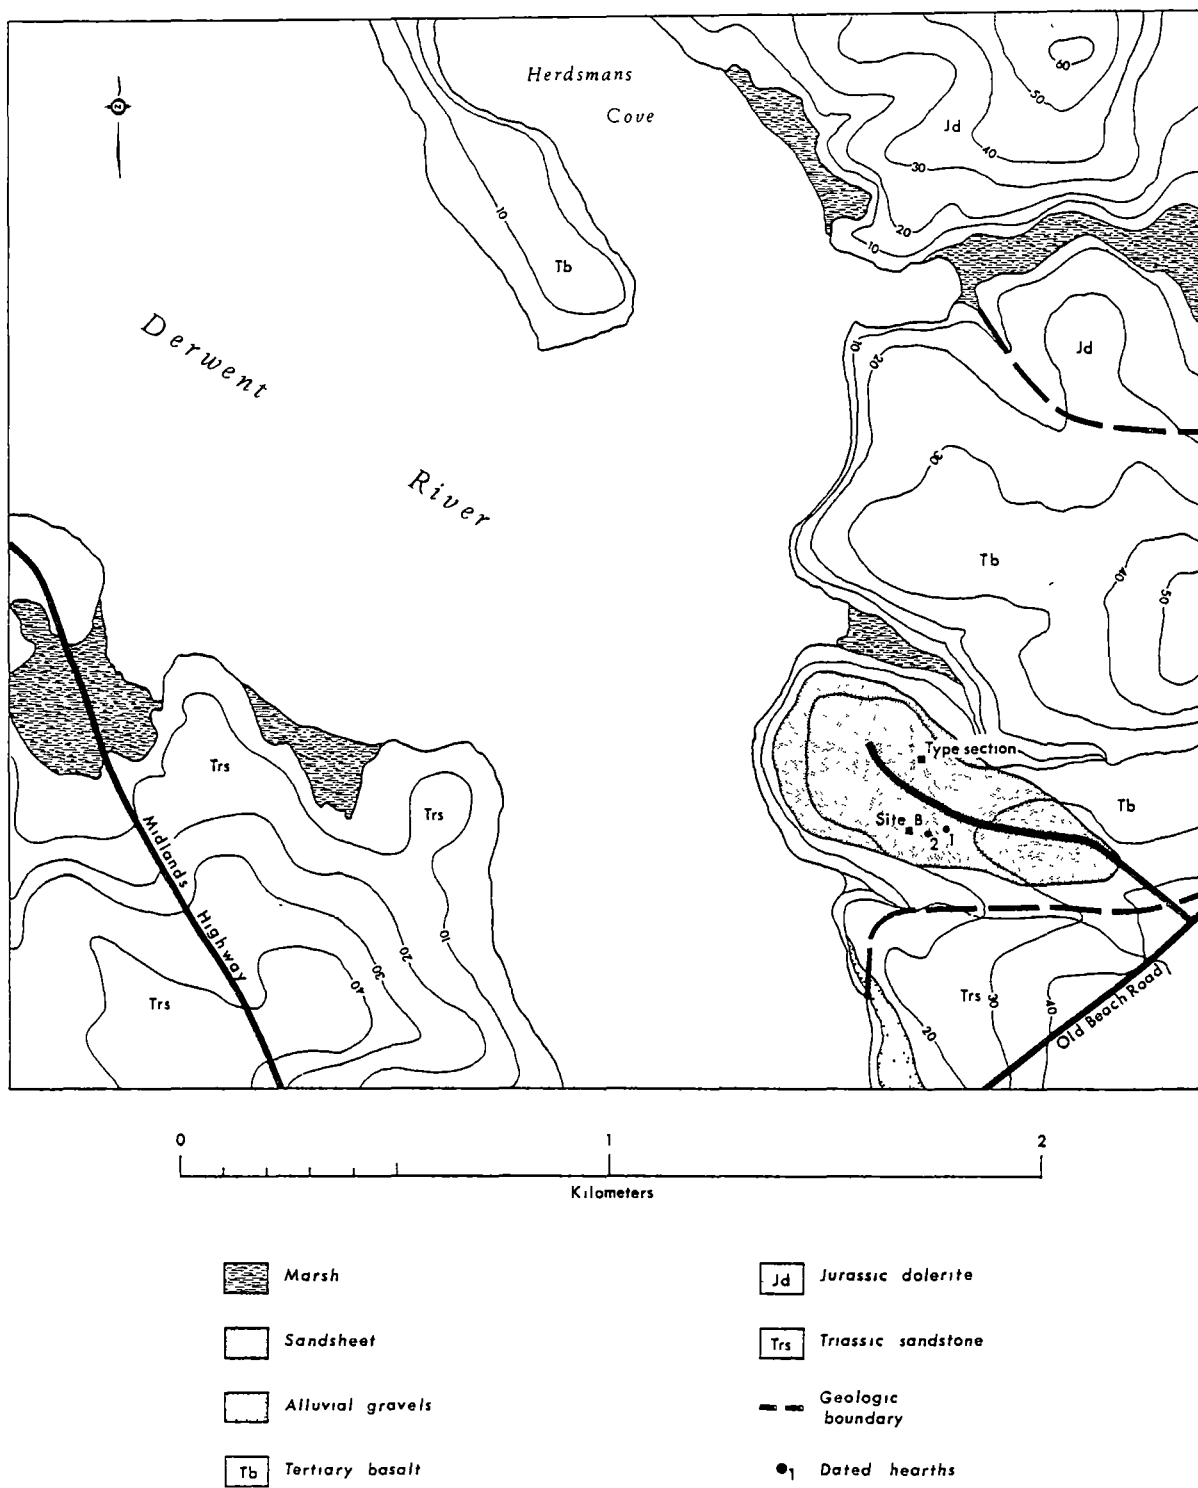 Herdsmans
Cove
60
50
Jd
40
30
20
10
10
Tb
Derwent
River
Jd
10
20
30
Tb
40
50
Type section
Tb
Site B
2
1
Trs
Trs
Midlands
Highway
10
20
30
40
Trs
Trs
30
20
40
Old Beach Road
0
1
2
Kilometers
Marsh
Sandsheet
Alluvial gravels
Tb
Tertiary basalt
Jd
Jurassic dolerite
Trs
Triassic sandstone
Geologic
boundary
1
Dated hearths